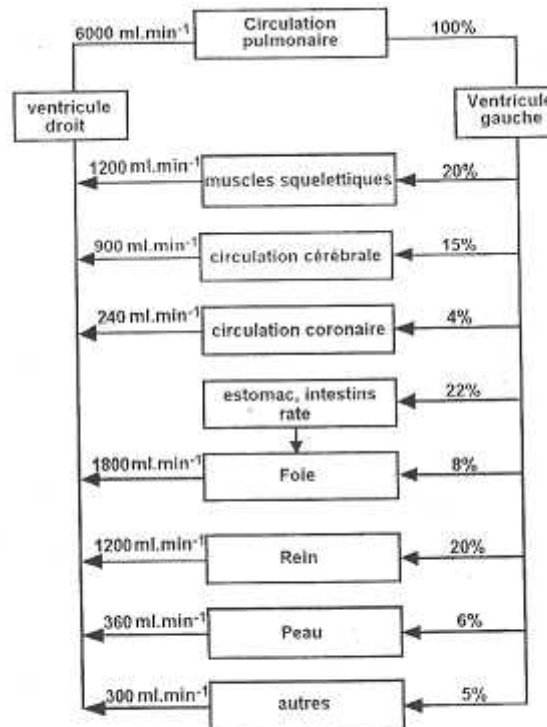 6000 ml.min-1
Circulation
pulmonaire
100%
ventricule
droit
Ventricule
gauche
1200 ml.min-1
muscles squelettiques
20%
900 ml.min-1
circulation cérébrale
15%
240 ml.min-1
circulation coronaire
4%
estomac, intestins
rate
22%
1800 ml.min-1
Foie
8%
1200 ml.min-1
Rein
20%
360 ml.min-1
Peau
6%
300 ml.min-1
autres
5%